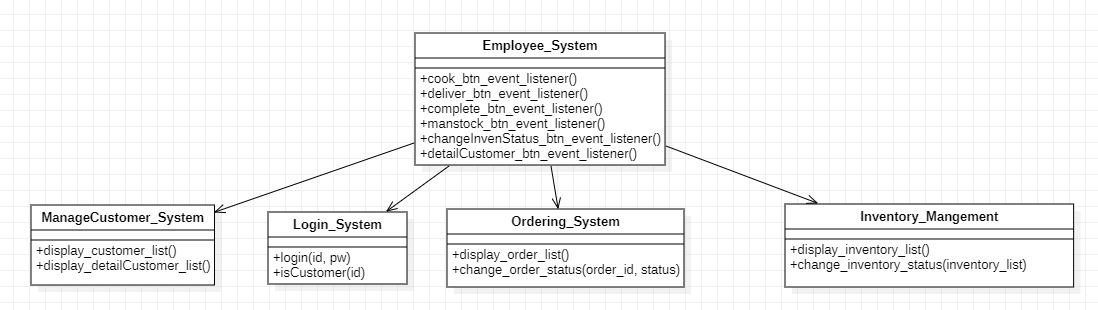 Employee_System
+cook_btn_event_listener()
+deliver_btn_event_listener()
+complete_btn_event_listener()
+manstock_btn_event_listener()
+changeInvenStatus_btn_event_listener()
+detailCustomer_btn_event_listener()
ManageCustomer_System
+display_customer_list()
+display_detailCustomer_list()
Login_System
+login(id, pw)
+isCustomer(id)
Ordering_System
+display_order_list()
+change_order_status(order_id, status)
Inventory_Mangement
+display_inventory_list()
+change_inventory_status(inventory_list)